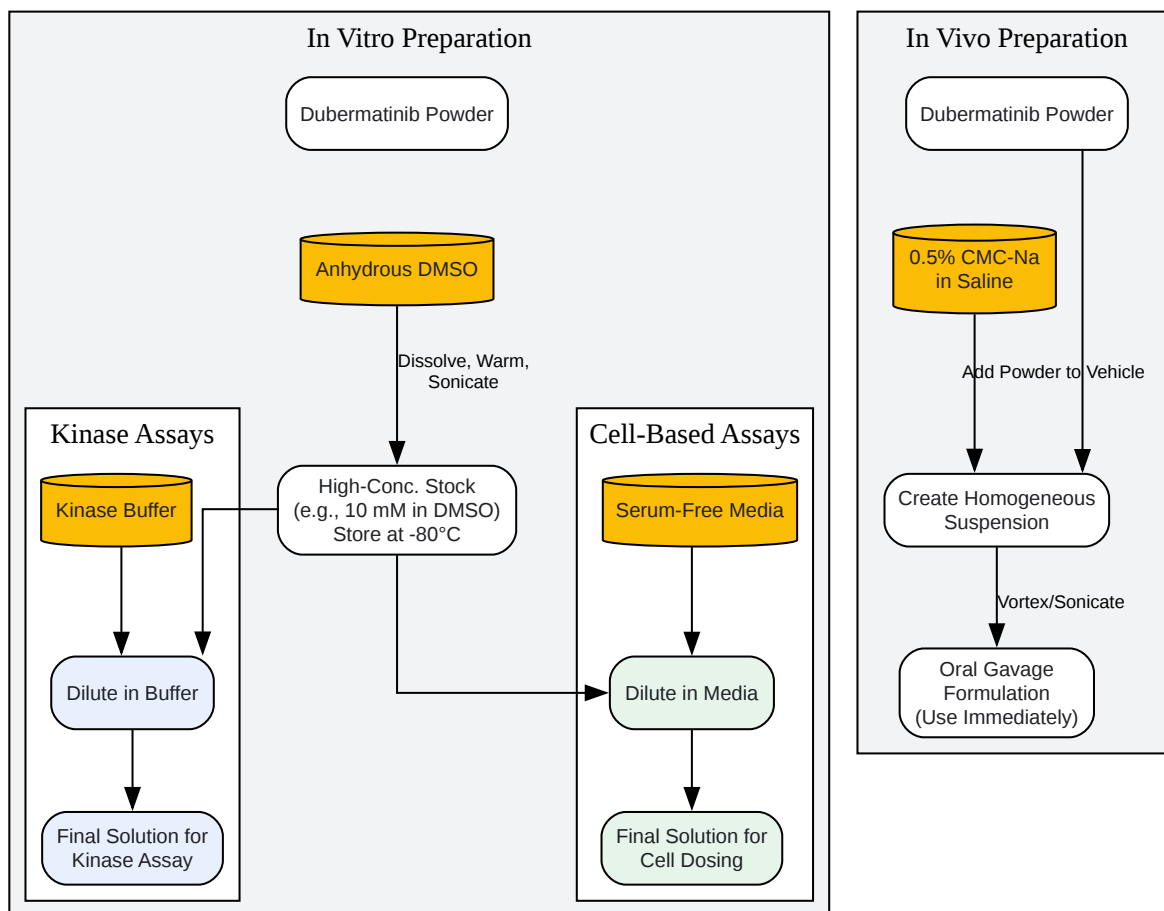 In Vitro Preparation
Dubermatinib Powder
Anhydrous DMSO
Dissolve, Warm,
Sonicate
Kinase Assays
Kinase Buffer
High-Conc. Stock
(e.g., 10 mM in DMSO)
Store at -80°C
Dilute in Buffer
Final Solution for
Kinase Assay
Cell-Based Assays
Serum-Free Media
Dilute in Media
Final Solution for
Cell Dosing
In Vivo Preparation
Dubermatinib Powder
0.5% CMC-Na
in Saline
Add Powder to Vehicle
Create Homogeneous
Suspension
Vortex/Sonicate
Oral Gavage
Formulation
(Use Immediately)